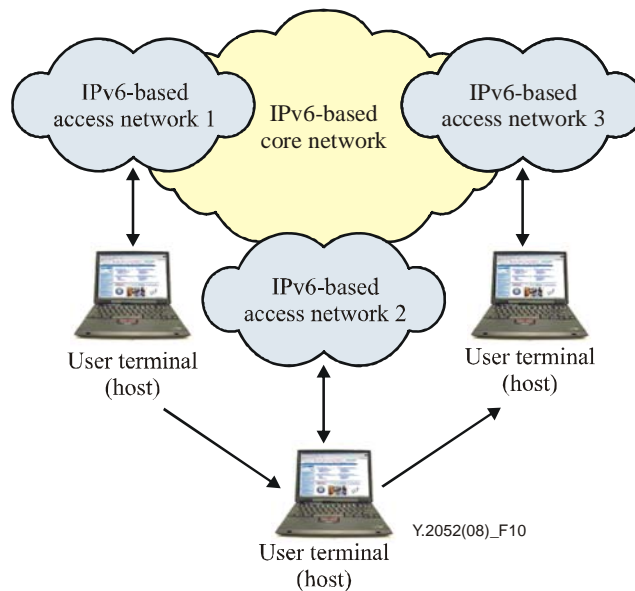 IPv6-based
access network 1
IPv6-based
core network
IPv6-based
access network 3
IPv6-based
access network 2
User terminal
(host)
User terminal
(host)
User terminal
(host)
Y.2052(08)_F10